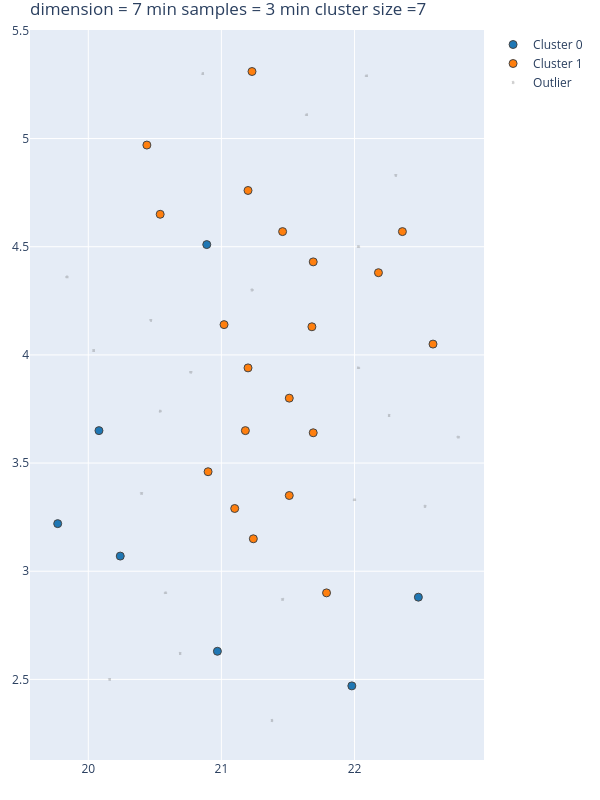 dimension = 7 min samples = 3 min cluster size =7
5.5
5
4.5
4
3.5
3
2.5
20
21
22
Cluster 0
Cluster 1
Outlier